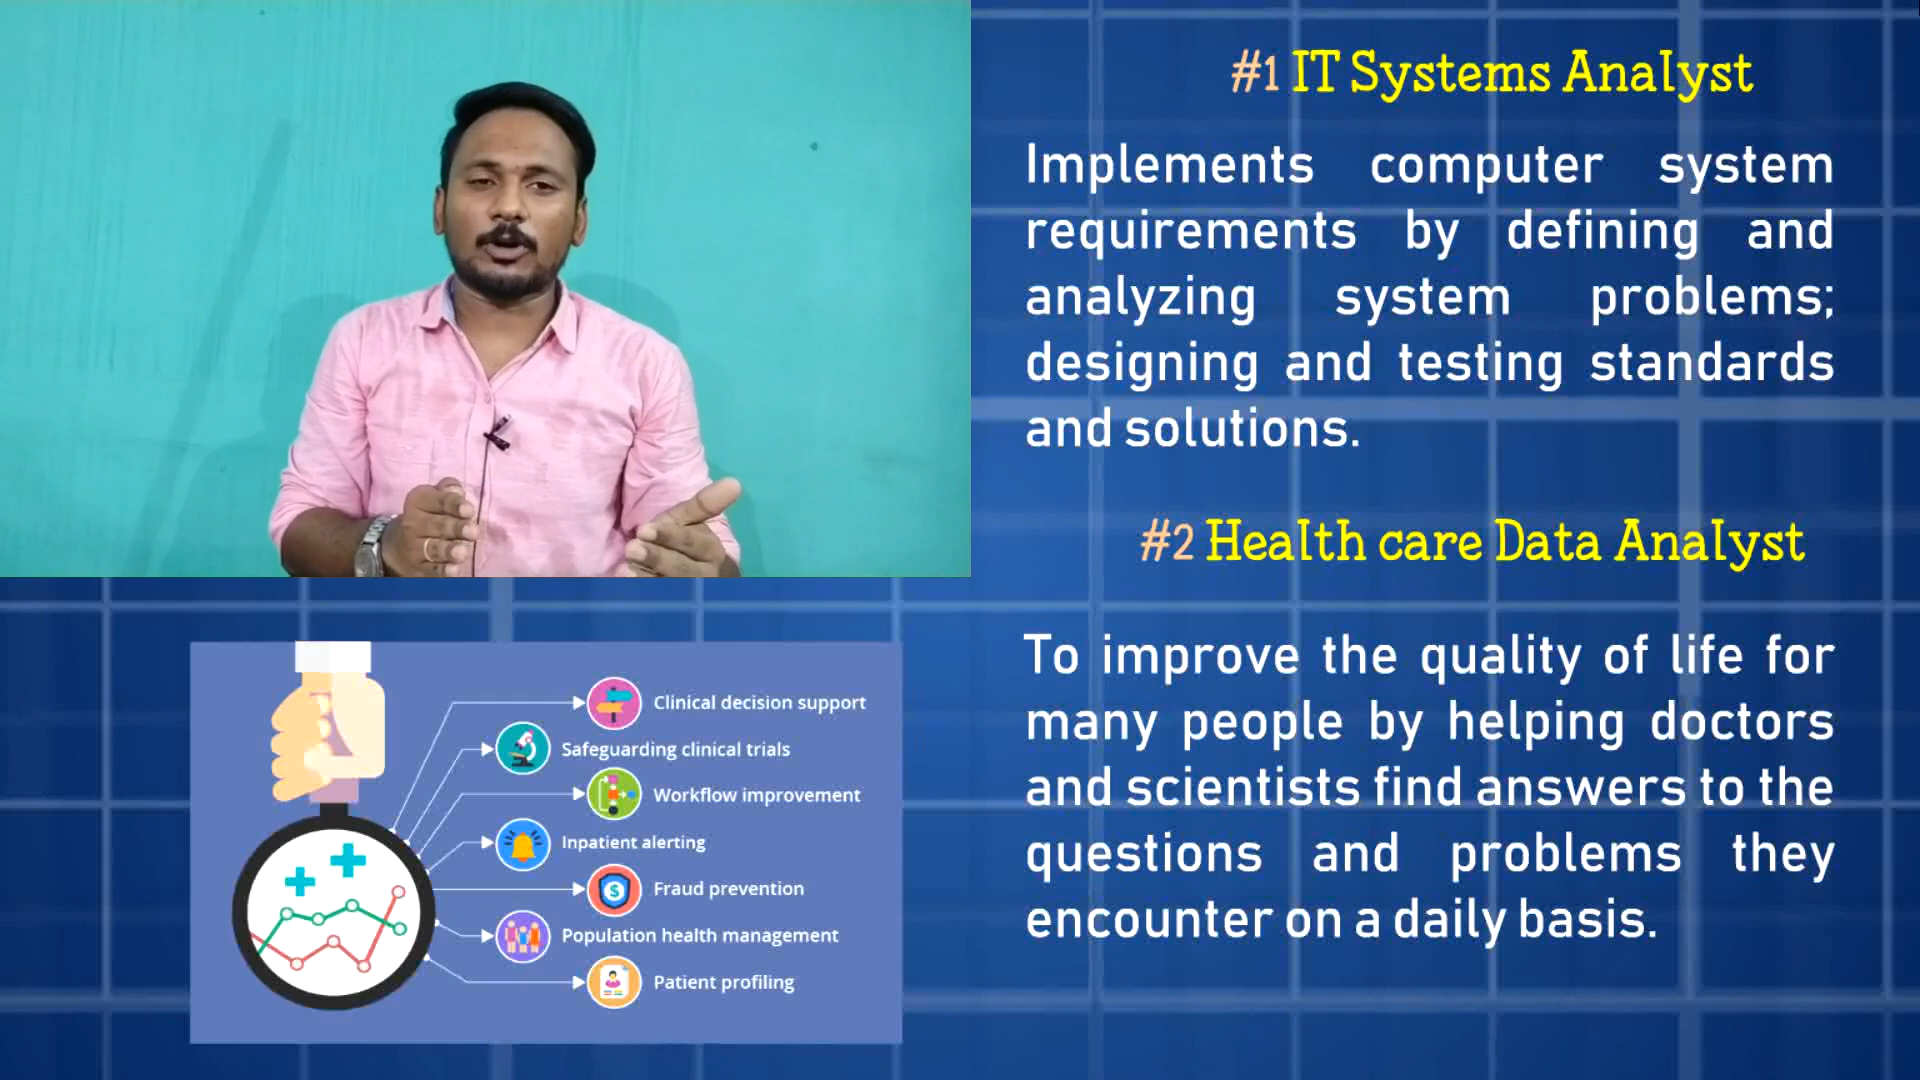 #1 IT Systems Analyst
Implements computer system
requirements by defining and
analyzing system problems;
designing and testing standards
and solutions.
#2 Health care Data Analyst
To improve the quality of life for
many people by helping doctors
and scientists find answers to the
questions and problems they
encounter on a daily basis.
Clinical decision support
Safeguarding clinical trials
Workflow improvement
Inpatient alerting
$
Fraud prevention
Population health management
Patient profiling